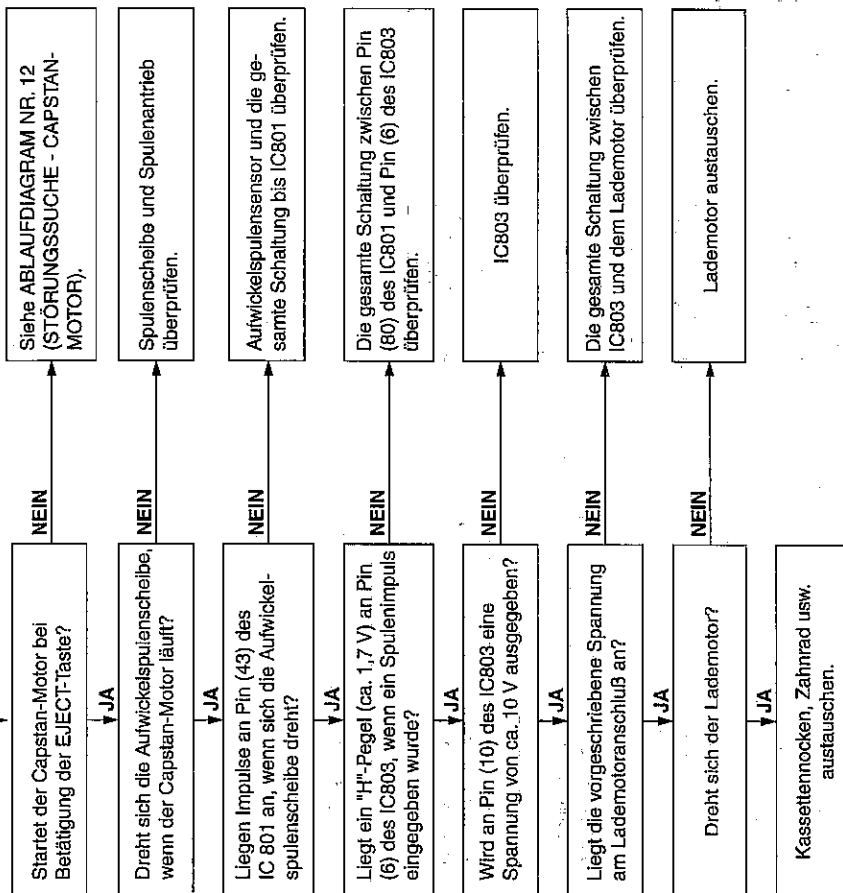 Startet der Capstan-Motor bei
Betätigung der EJECT-Taste?
NEIN
Siehe ABLAUFDIAGRAM NR. 12
(STÖRUNGSSUCHE - CAPSTAN-
MOTOR).
JA
Dreht sich die Aufwickelspulenscheibe,
wenn der Capstan-Motor läuft?
NEIN
Spulenscheibe und Spulenantrieb
überprüfen.
JA
Liegen Impulse an Pin (43) des
IC 801 an, wenn sich die Aufwickel-
spulenscheibe dreht?
NEIN
Aufwickelspulensensor und die ge-
samte Schaltung bis IC801 überprüfen.
JA
Liegt ein "H"-Pegel (ca. 1,7 V) an Pin
(6) des IC803, wenn ein Spulenimpuls
eingegeben wurde?
NEIN
Die gesamte Schaltung zwischen Pin
(80) des IC801 und Pin (6) des IC803
überprüfen.
JA
Wird an Pin (10) des IC803 eine
Spannung von ca. 10 V ausgegeben?
NEIN
IC803 überprüfen.
JA
Liegt die vorgeschriebene Spannung
am Lademotoranschluß an?
NEIN
Die gesamte Schaltung zwischen
IC803 und dem Lademotor überprüfen.
JA
Dreht sich der Lademotor?
NEIN
Lademotor austauschen.
JA
Kassettennocken, Zahnrad usw.
austauschen.